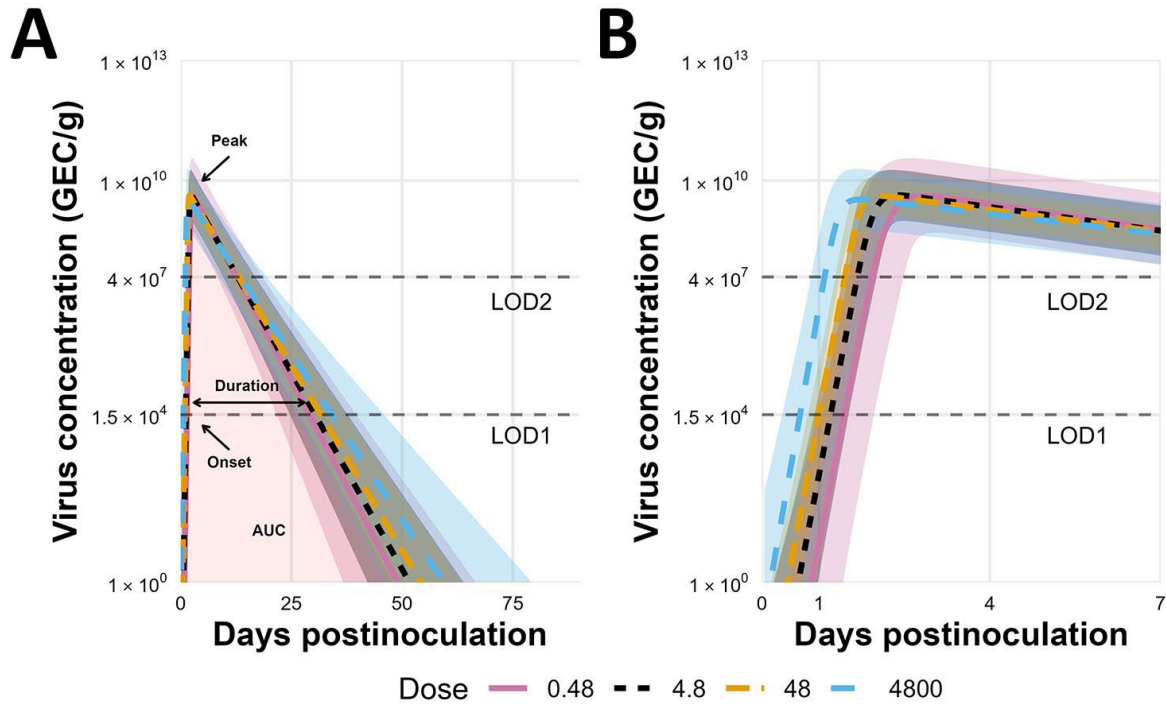 A
B
Virus concentration (GEC/g)
1 × 10¹³
1 × 10¹⁰
4 × 10⁷
1.5 × 10⁴
1 × 10⁰
Peak
LOD2
Duration
LOD1
Onset
AUC
0 25 50 75
Days postinoculation
Virus concentration (GEC/g)
1 × 10¹³
1 × 10¹⁰
4 × 10⁷
1.5 × 10⁴
1 × 10⁰
LOD2
LOD1
0 1 4 7
Days postinoculation
Dose 0.48 4.8 48 4800